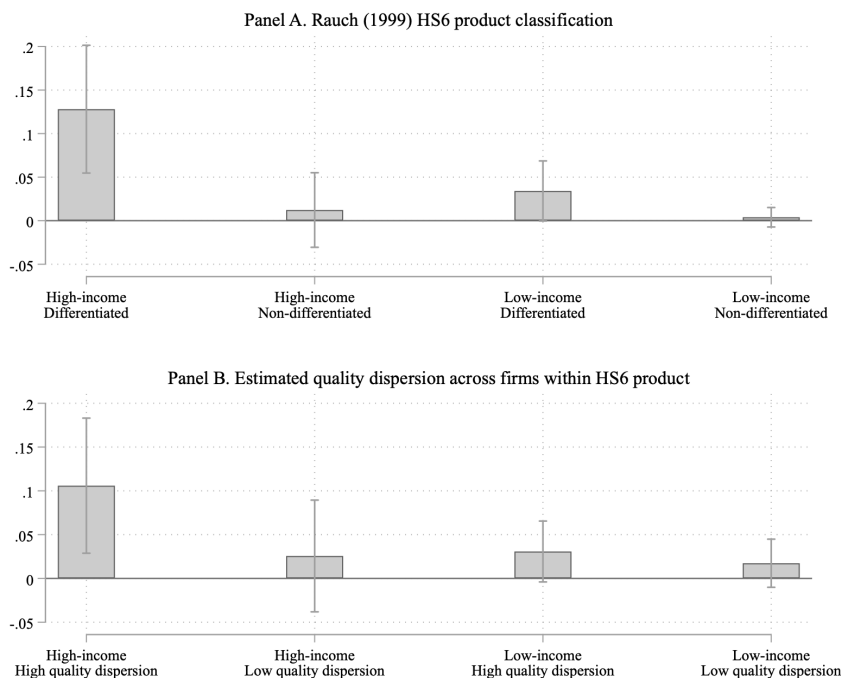 Panel A. Rauch (1999) HS6 product classification
.2
.15
.1
.05
0
-.05
High-income High-income Low-income Low-income
Differentiated Non-differentiated Differentiated Non-differentiated
Panel B. Estimated quality dispersion across firms within HS6 product
.2
.15
.1
.05
0
-.05
High-income High-income Low-income Low-income
High quality dispersion Low quality dispersion High quality dispersion Low quality dispersion